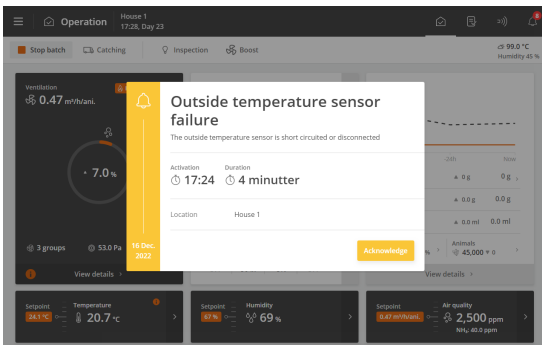 Operation
House 1
17:28, Day 23
Stop batch
Catching
Inspection
Boost
99.0 °C
Humidity 45 %
Ventilation
0.47 m³/h/ani.
7.0 %
3 groups
53.0 Pa
View details
Outside temperature sensor
failure
The outside temperature sensor is short circuited or disconnected
Activation
Duration
17:24
4 minutter
Location
House 1
16 Dec.
2022
Acknowledge
-24h
Now
0 g
0 g
0.0 g
0.0 g
0.0 ml
0.0 ml
%
Animals
45,000
0
View details
Setpoint
24.1 °C
Temperature
20.7 °C
Setpoint
67 %
Humidity
69 %
Setpoint
0.47 m³/h/ani.
Air quality
2,500 ppm
NH₃: 40.0 ppm